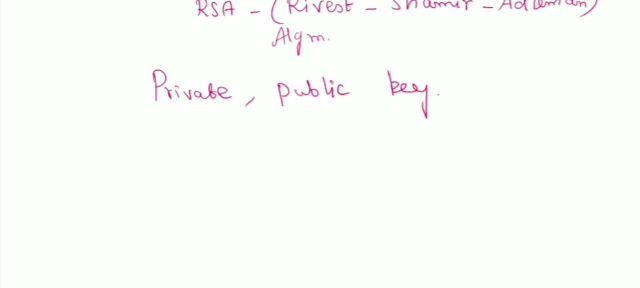 RSA - (Rivest - Shamir - Adleman)
Algm.
Private, public key.